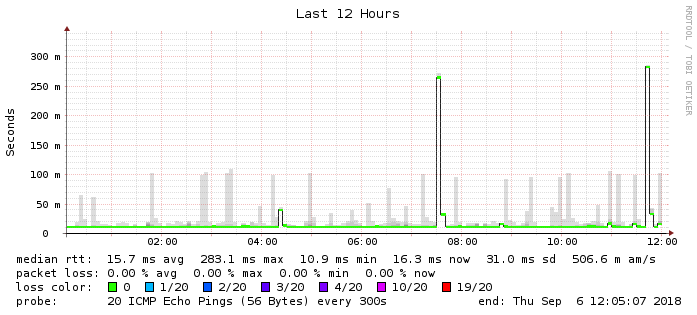 Last 12 Hours
RRDTOOL / TOBI OETIKER
Seconds
300 m
250 m
200 m
150 m
100 m
50 m
0
02:00 04:00 06:00 08:00 10:00 12:00
median rtt: 15.7 ms avg 283.1 ms max 10.9 ms min 16.3 ms now 31.0 ms sd 506.6 m am/s
packet loss: 0.00 % avg 0.00 % max 0.00 % min 0.00 % now
loss color: 0 1/20 2/20 3/20 4/20 10/20 19/20
probe: 20 ICMP Echo Pings (56 Bytes) every 300s end: Thu Sep 6 12:05:07 2018